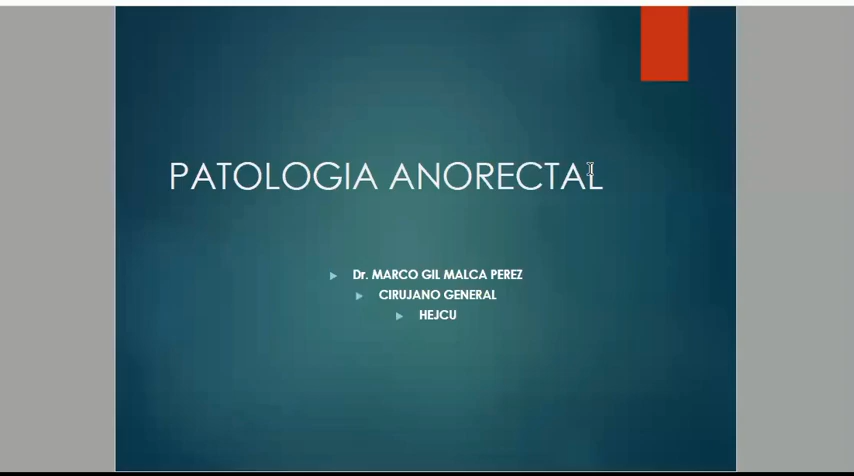 PATOLOGIA ANORECTAL
Dr. MARCO GIL MALCA PEREZ
CIRUJANO GENERAL
HEJCU